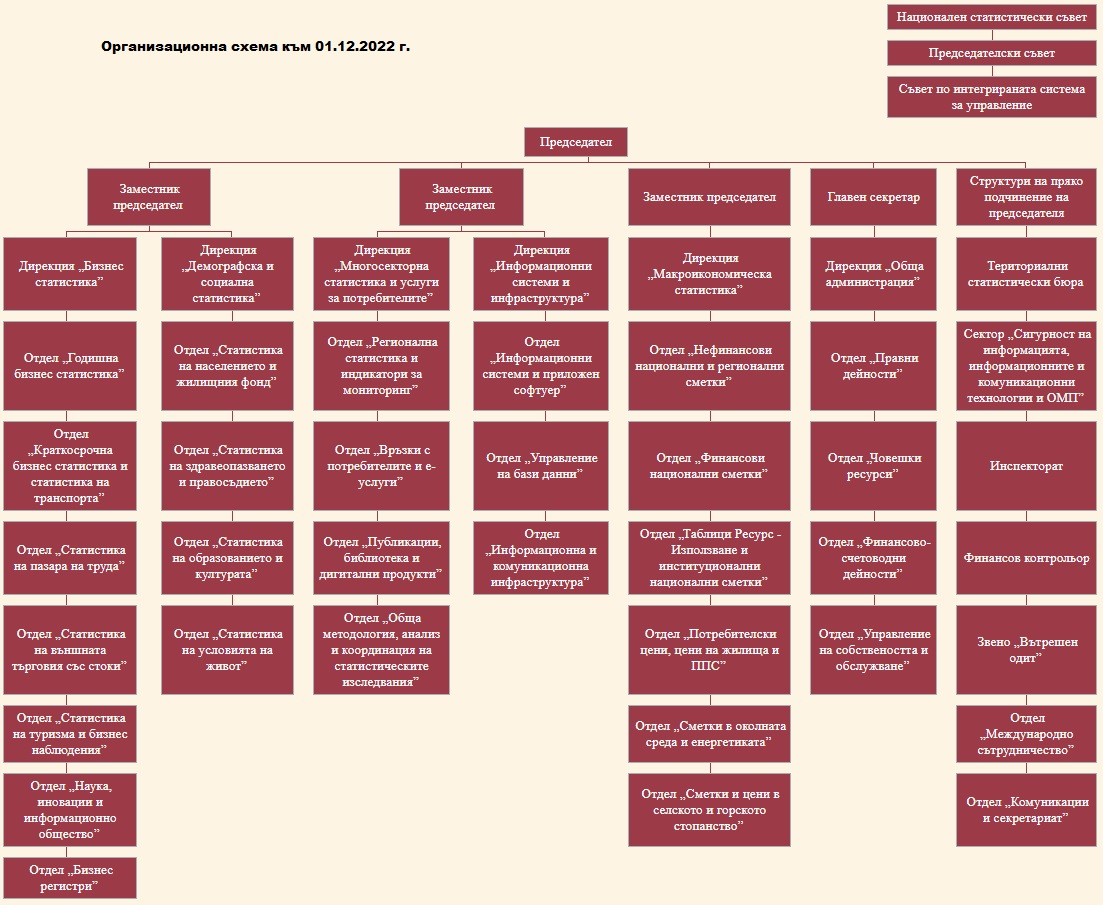 Национален статистически съвет
Организационна схема към 01.12.2022 г.
Председателски съвет
Съвет по интегрираната система
за управление
Председател
Заместник
председател
Заместник
председател
Заместник председател
Главен секретар
Структури на пряко
подчинение на
председателя
Дирекция „Бизнес
статистика”
Дирекция
„Демографска и
социална
статистика”
Дирекция
„Многосекторна
статистика и услуги
за потребителите”
Дирекция
„Информационни
системи и
инфраструктура”
Дирекция
„Макроикономическа
статистика”
Дирекция „Обща
администрация”
Териториални
статистически бюра
Отдел „Годишна
бизнес статистика”
Отдел „Статистика
на населението и
жилищния фонд”
Отдел „Регионална
статистика и
индикатори за
мониторинг”
Отдел
„Информационни
системи и приложен
софтуер”
Отдел „Нефинансови
национални и регионални
сметки”
Отдел „Правни
дейности”
Сектор „Сигурност на
информацията,
информационните и
комуникационни
технологии и ОМП”
Отдел
„Краткосрочна
бизнес статистика и
статистика на
транспорта”
Отдел „Статистика
на здравеопазването
и правосъдието”
Отдел „Връзки с
потребителите и е-
услуги”
Отдел „Управление
на бази данни”
Отдел „Финансови
национални сметки”
Отдел „Човешки
ресурси”
Инспекторат
Отдел „Статистика
на пазара на труда”
Отдел „Статистика
на образованието и
културата”
Отдел „Публикации,
библиотека и
дигитални продукти”
Отдел
„Информационна и
комуникационна
инфраструктура”
Отдел „Таблици Ресурс -
Използване и
институционални
национални сметки”
Отдел „Финансово-
счетоводни
дейности”
Финансов контрольор
Отдел „Статистика
на външната
търговия със стоки”
Отдел „Статистика
на условията на
живот”
Отдел „Обща
методология, анализ
и координация на
статистическите
изследвания”
Отдел „Потребителски
цени, цени на жилища и
ППС”
Отдел „Управление
на собствеността и
обслужване”
Звено „Вътрешен
одит”
Отдел „Статистика
на туризма и бизнес
наблюдения”
Отдел „Сметки в околната
среда и енергетиката”
Отдел
„Международно
сътрудничество”
Отдел „Наука,
иновации и
информационно
общество”
Отдел „Сметки и цени в
селското и горското
стопанство”
Отдел „Комуникации
и секретариат”
Отдел „Бизнес
регистри”